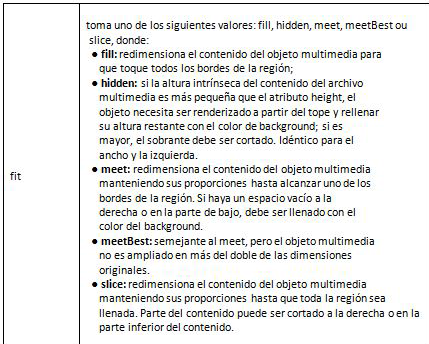 toma uno de los siguientes valores: fill, hidden, meet, meetBest ou
slice, donde:
● fill: redimensiona el contenido del objeto multimedia para
que toque todos los bordes de la región;
● hidden: si la altura intrínseca del contenido del archivo
multimedia es más pequeña que el atributo height, el
objeto necesita ser renderizado a partir del tope y rellenar
su altura restante con el color de background; si es
mayor, el sobrante debe ser cortado. Idéntico para el
ancho y la izquierda.
fit
● meet: redimensiona el contenido del objeto multimedia
manteniendo sus proporciones hasta alcanzar uno de los
bordes de la región. Si haya un espacio vacío a la
derecha o en la parte de bajo, debe ser llenado con el
color del background.
● meetBest: semejante al meet, pero el objeto multimedia
no es ampliado en más del doble de las dimensiones
originales.
● slice: redimensiona el contenido del objeto multimedia
manteniendo sus proporciones hasta que toda la región sea
llenada. Parte del contenido puede ser cortado a la derecha o en la
parte inferior del contenido.